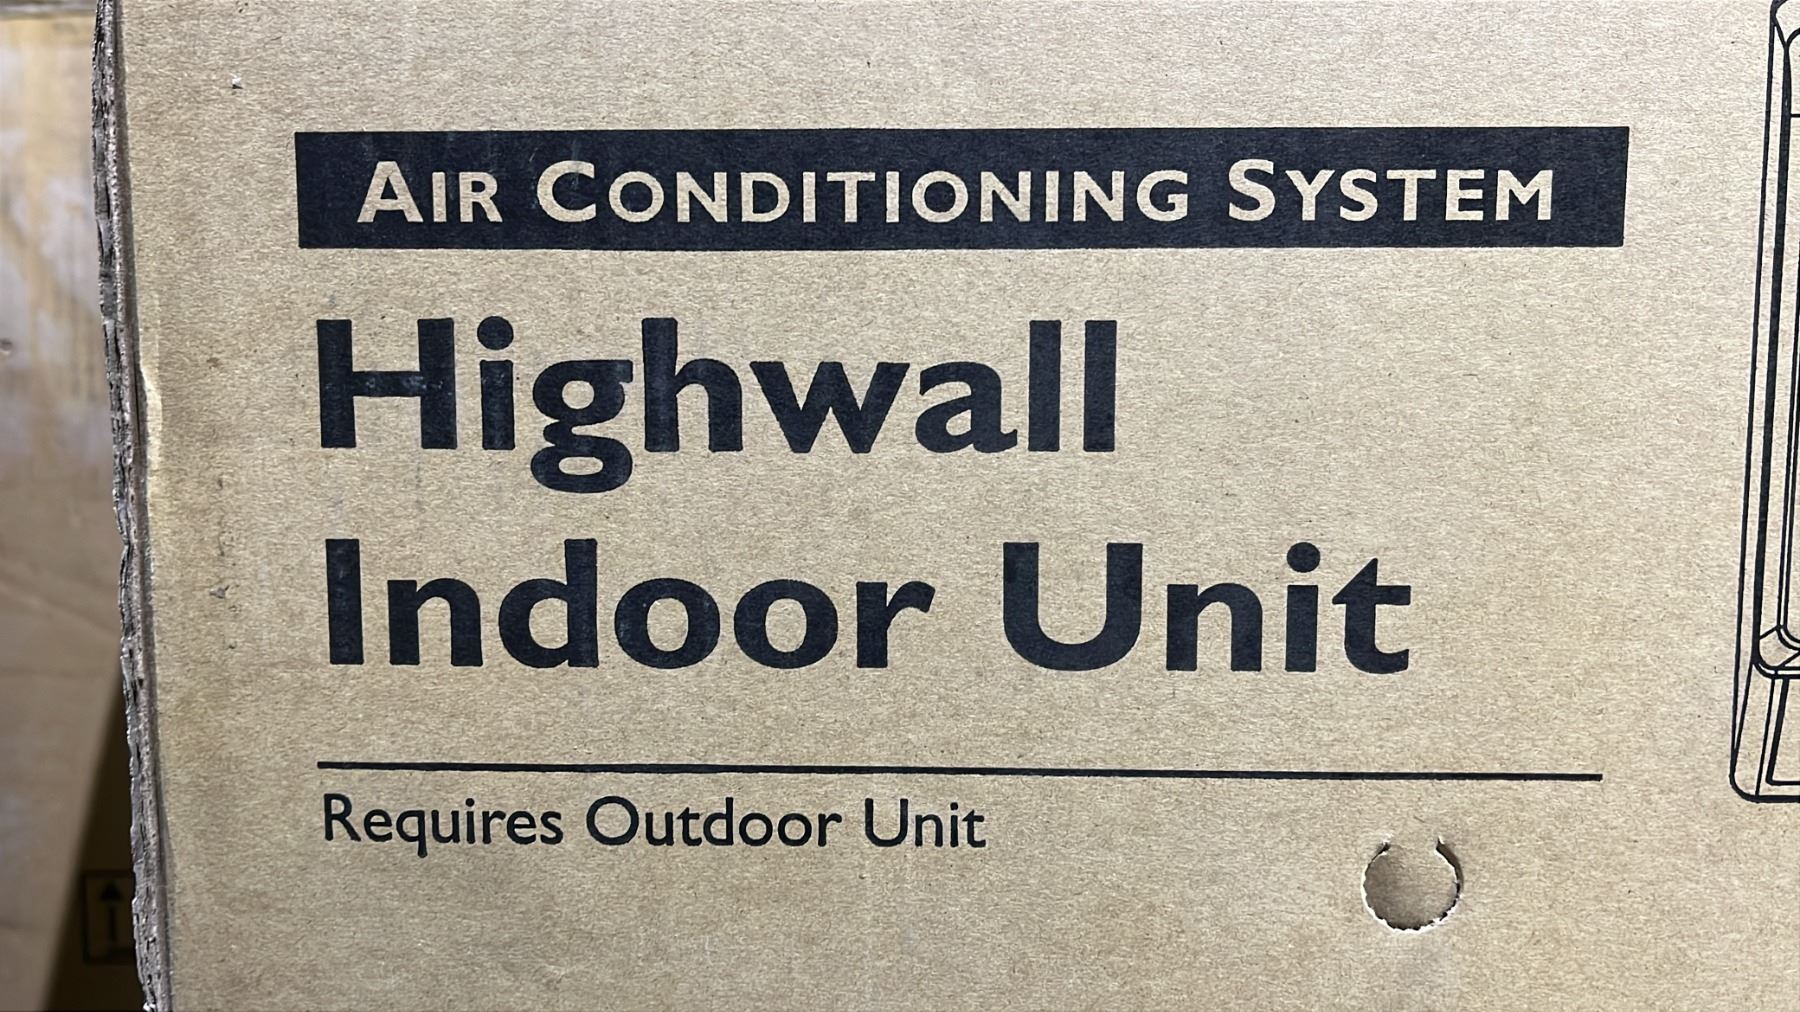 AIR CONDITIONING SYSTEM
Highwall
Indoor Unit
Requires Outdoor Unit